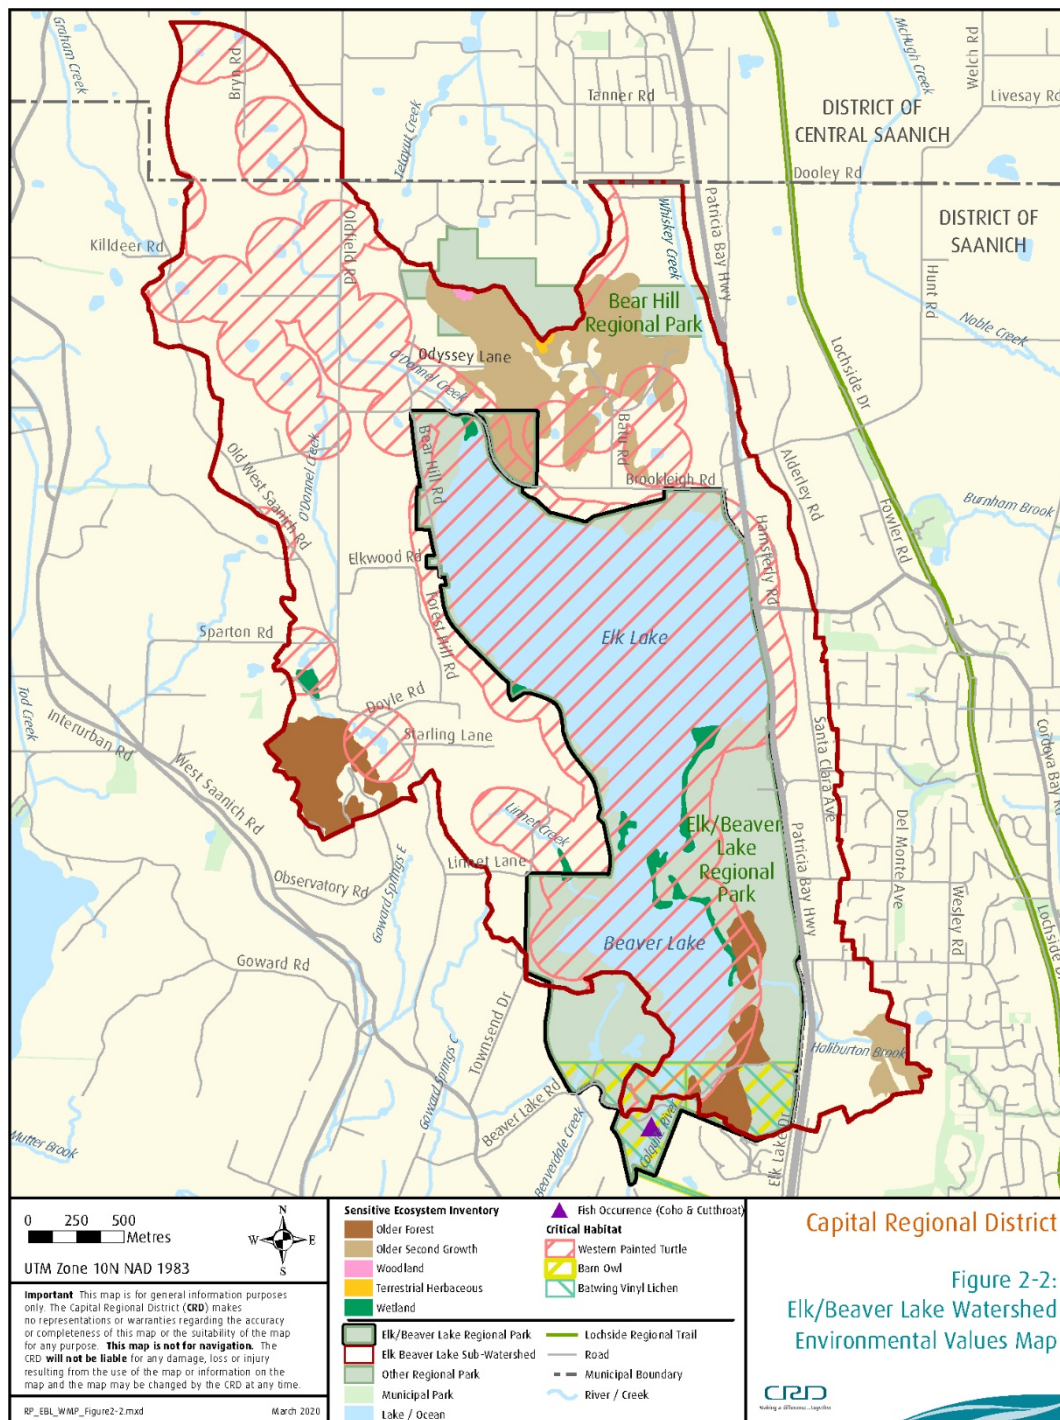 Graham Creek
Bryn Rd
Tetayut Creek
Tanner Rd
McHugh Creek
Welch Rd
Livesay Rd
DISTRICT OF
CENTRAL SAANICH
Dooley Rd
DISTRICT OF
SAANICH
Killdeer Rd
Oldfield Rd
Whiskey Creek
Patricia Bay Hwy
Hunt Rd
Noble Creek
Bear Hill
Regional Park
Odyssey Lane
O'Donnel Creek
Lochside Dr
Bear Hill Rd
Batu Rd
Brookleigh Rd
Old West Saanich Rd
O'Donnel Creek
Alderley Rd
Fowler Rd
Burnham Brook
Hamsterly Rd
Elkwood Rd
Forest Hill Rd
Sparton Rd
Elk Lake
Tod Creek
Interurban Rd
Doyle Rd
Starling Lane
West Saanich Rd
Santa Clara Ave
Cordova Bay Rd
Linnet Creek
Linnet Lane
Elk/Beaver
Lake
Regional
Park
Patricia Bay Hwy
Del Monte Ave
Wesley Rd
Observatory Rd
Goward Springs E
Goward Rd
Beaver Lake
Lochside Dr
Townsend Dr
Goward Springs C
Haliburton Brook
Beaver Lake Rd
Beaverdale Creek
Colquitz River
Elk Lake Dr
Mutter Brook
0 250 500
Metres
UTM Zone 10N NAD 1983
N
W E
S
Important This map is for general information purposes
only. The Capital Regional District (CRD) makes
no representations or warranties regarding the accuracy
or completeness of this map or the suitability of the map
for any purpose. This map is not for navigation. The
CRD will not be liable for any damage, loss or injury
resulting from the use of the map or information on the
map and the map may be changed by the CRD at any time.
RP_EBL_WMP_Figure2-2.mxd March 2020
Sensitive Ecosystem Inventory
Older Forest
Older Second Growth
Woodland
Terrestrial Herbaceous
Wetland
Fish Occurrence (Coho & Cutthroat)
Critical Habitat
Western Painted Turtle
Barn Owl
Batwing Vinyl Lichen
Elk/Beaver Lake Regional Park
Elk Beaver Lake Sub-Watershed
Other Regional Park
Municipal Park
Lake / Ocean
Lochside Regional Trail
Road
Municipal Boundary
River / Creek
Capital Regional District
Figure 2-2:
Elk/Beaver Lake Watershed
Environmental Values Map
CRD
Making a difference...together